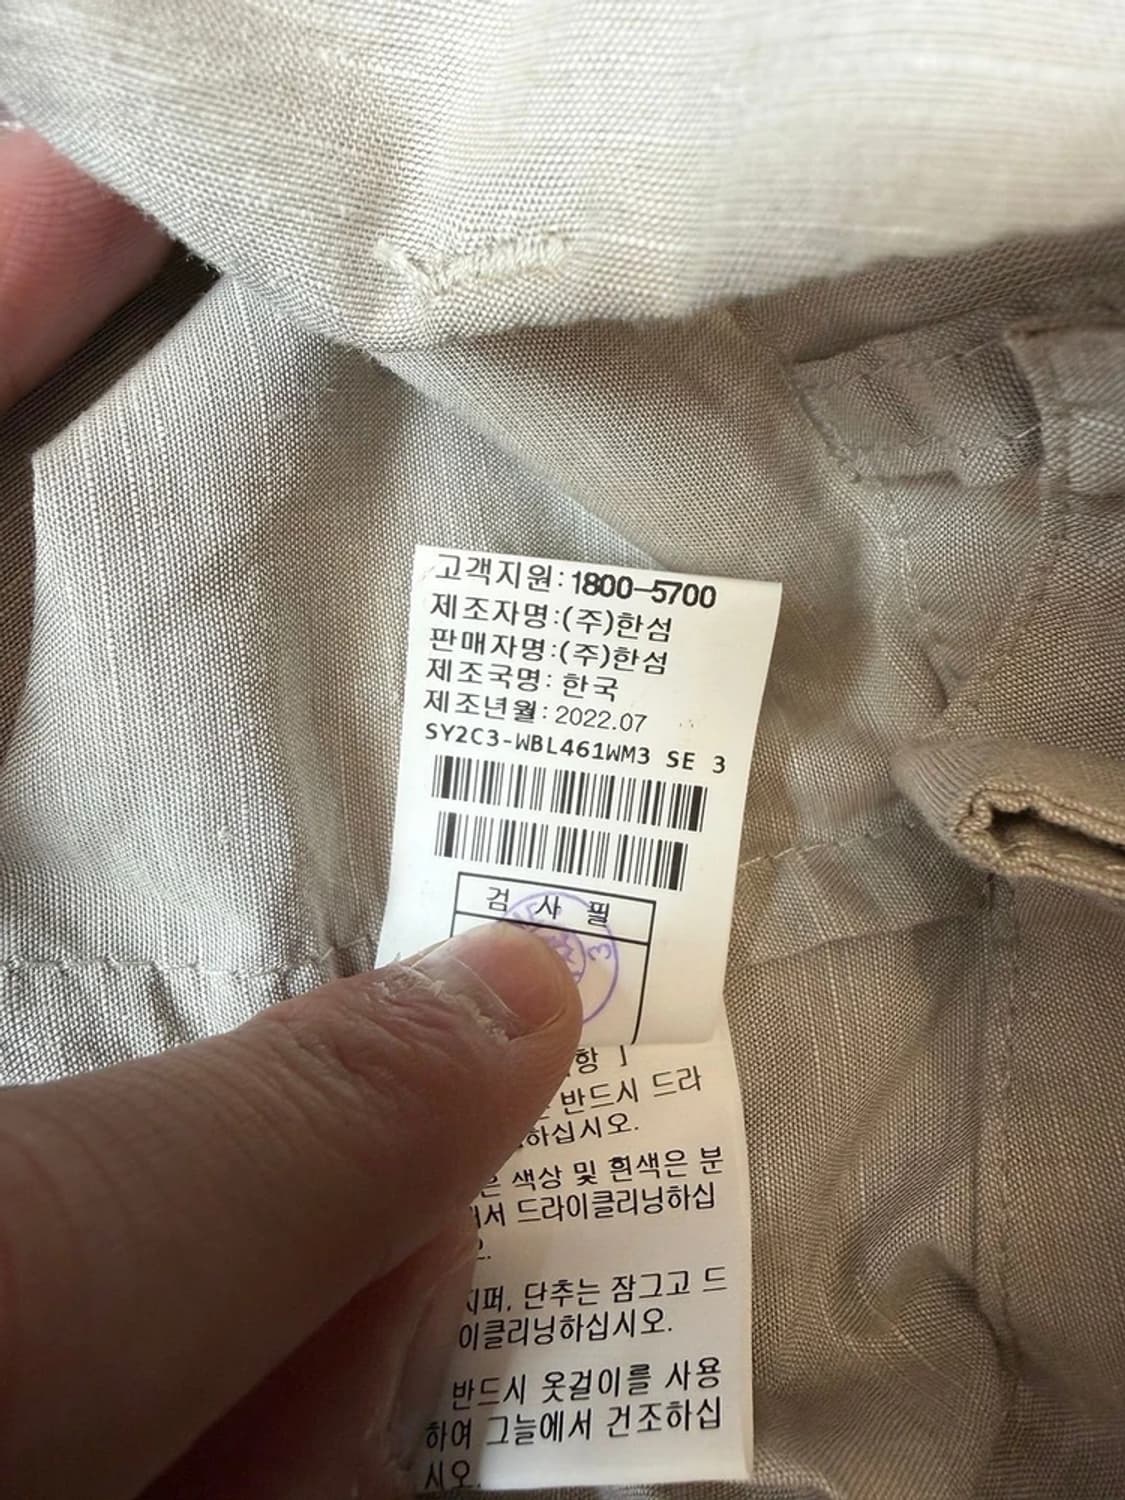 고객지원: 1800-5700
제조자명:(주)한섬
판매자명:(주)한섬
제조국명: 한국
제조년월: 2022.07
SY2C3-WBL461WM3 SE 3
검 사 필
3
항 ]
반드시 드라
하십시오.
은 색상 및 흰색은 분
서 드라이클리닝하십
오.
지퍼, 단추는 잠그고 드
이클리닝하십시오.
반드시 옷걸이를 사용
하여 그늘에서 건조하십
시오.